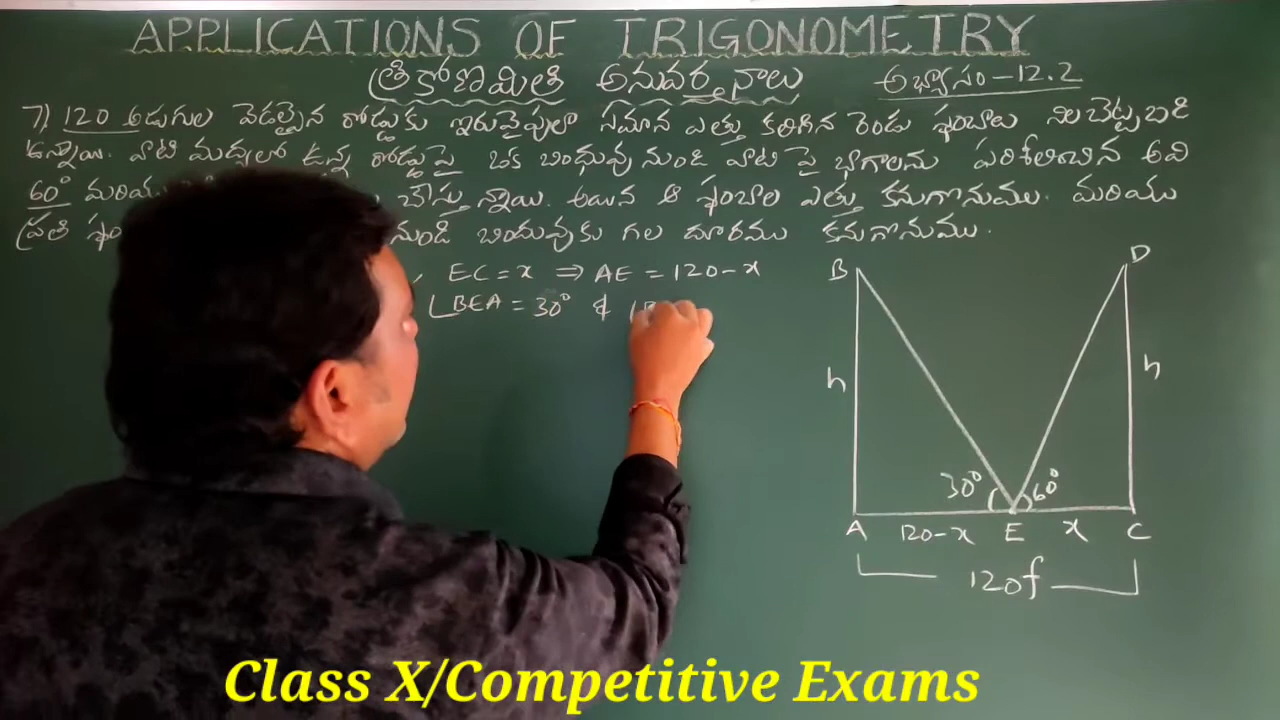 APPLICATIONS OF TRIGONOMETRY
త్రికోణమితి అనువర్తనాలు అభ్యాసం-12.2
7) 120 అడుగుల వెడల్పైన రోడ్డుకు ఇరువైపులా సమాన ఎత్తు కలిగిన రెండు స్థంబాలు నిలబెట్టబడి
ఉన్నాయి. వాటి మధ్యలో ఉన్న రోడ్డుపై ఒక బింధువు నుండి వాటి పై భాగాలను పరిశీలించిన అవి
60° మరియు చేస్తున్నాయి. అయిన ఆ స్థంబాల ఎత్తు కనుగొనుము. మరియు
ప్రతి నుండి బిందువుకు గల దూరము కనుగొనుము.
EC = x ⇒ AE = 120-x
∠BEA = 30° &
B D
h h
30° 60°
A 120-x E x C
120f
Class X/Competitive Exams